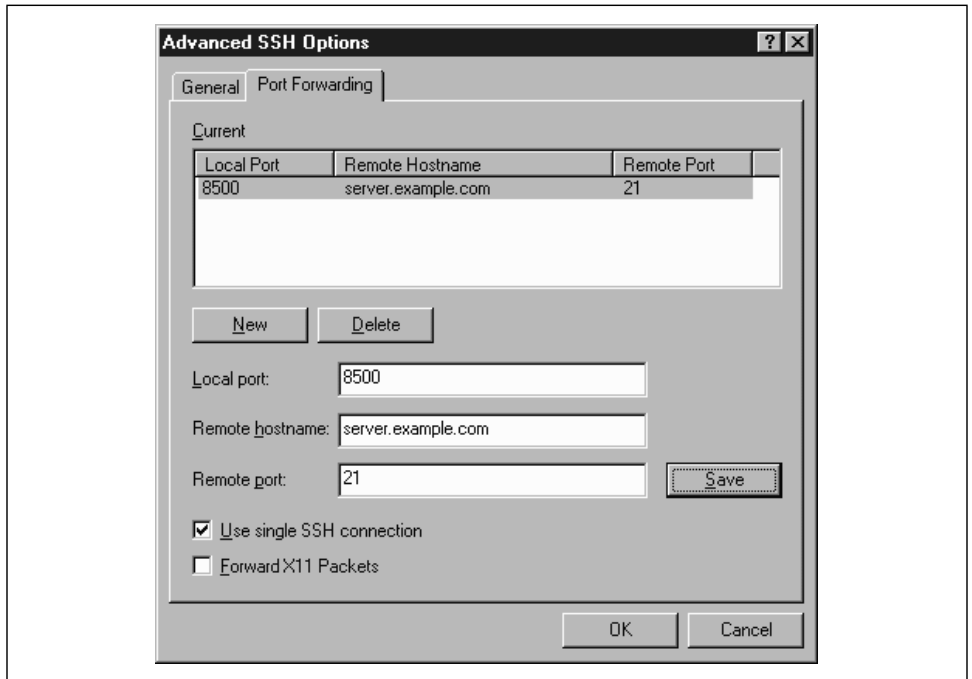 Advanced SSH Options
General Port Forwarding
Current
Local Port Remote Hostname Remote Port
8500 server.example.com 21
New Delete
Local port: 8500
Remote hostname: server.example.com
Remote port: 21 Save
Use single SSH connection
Forward X11 Packets
OK Cancel